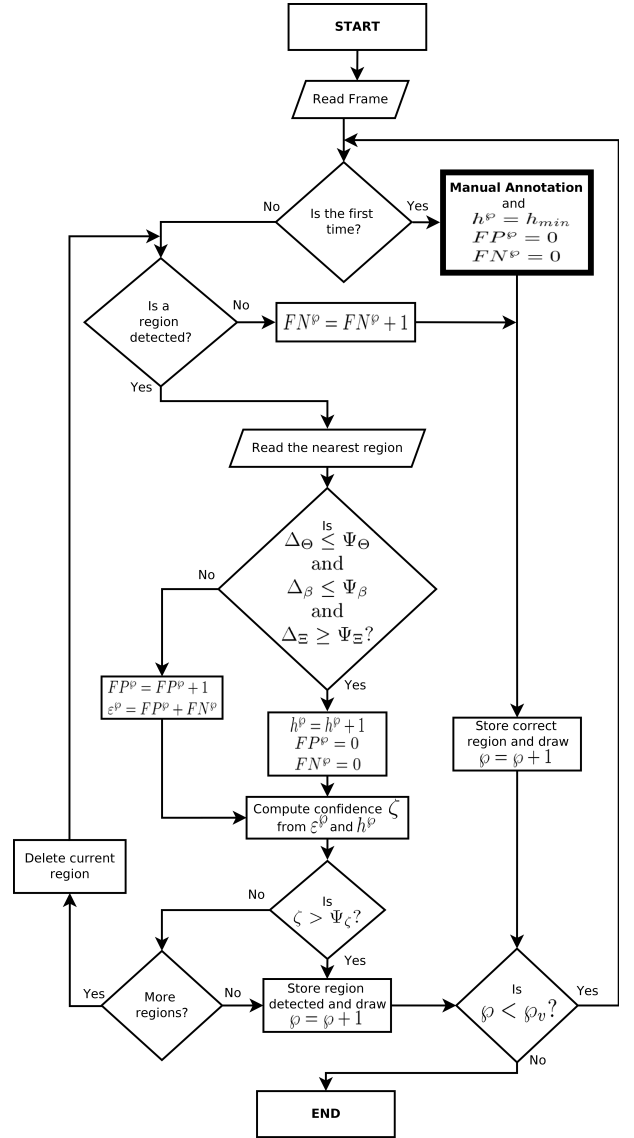 START
Read Frame
Is the first
time?
No
Yes
Manual Annotation
and
h^℘ = h_min
FP^℘ = 0
FN^℘ = 0
Is a
region
detected?
No
FN^℘ = FN^℘ + 1
Yes
Read the nearest region
Is
Δ_Θ ≤ Ψ_Θ
and
Δ_β ≤ Ψ_β
and
Δ_Ξ ≥ Ψ_Ξ?
No
Yes
FP^℘ = FP^℘ + 1
ε^℘ = FP^℘ + FN^℘
h^℘ = h^℘ + 1
FP^℘ = 0
FN^℘ = 0
Store correct
region and draw
℘ = ℘ + 1
Compute confidence ζ
from ε^℘ and h^℘
Delete current
region
Is
ζ > Ψ_ζ?
No
Yes
More
regions?
Yes
No
Store region
detected and draw
℘ = ℘ + 1
Is
℘ < ℘_v?
Yes
No
END